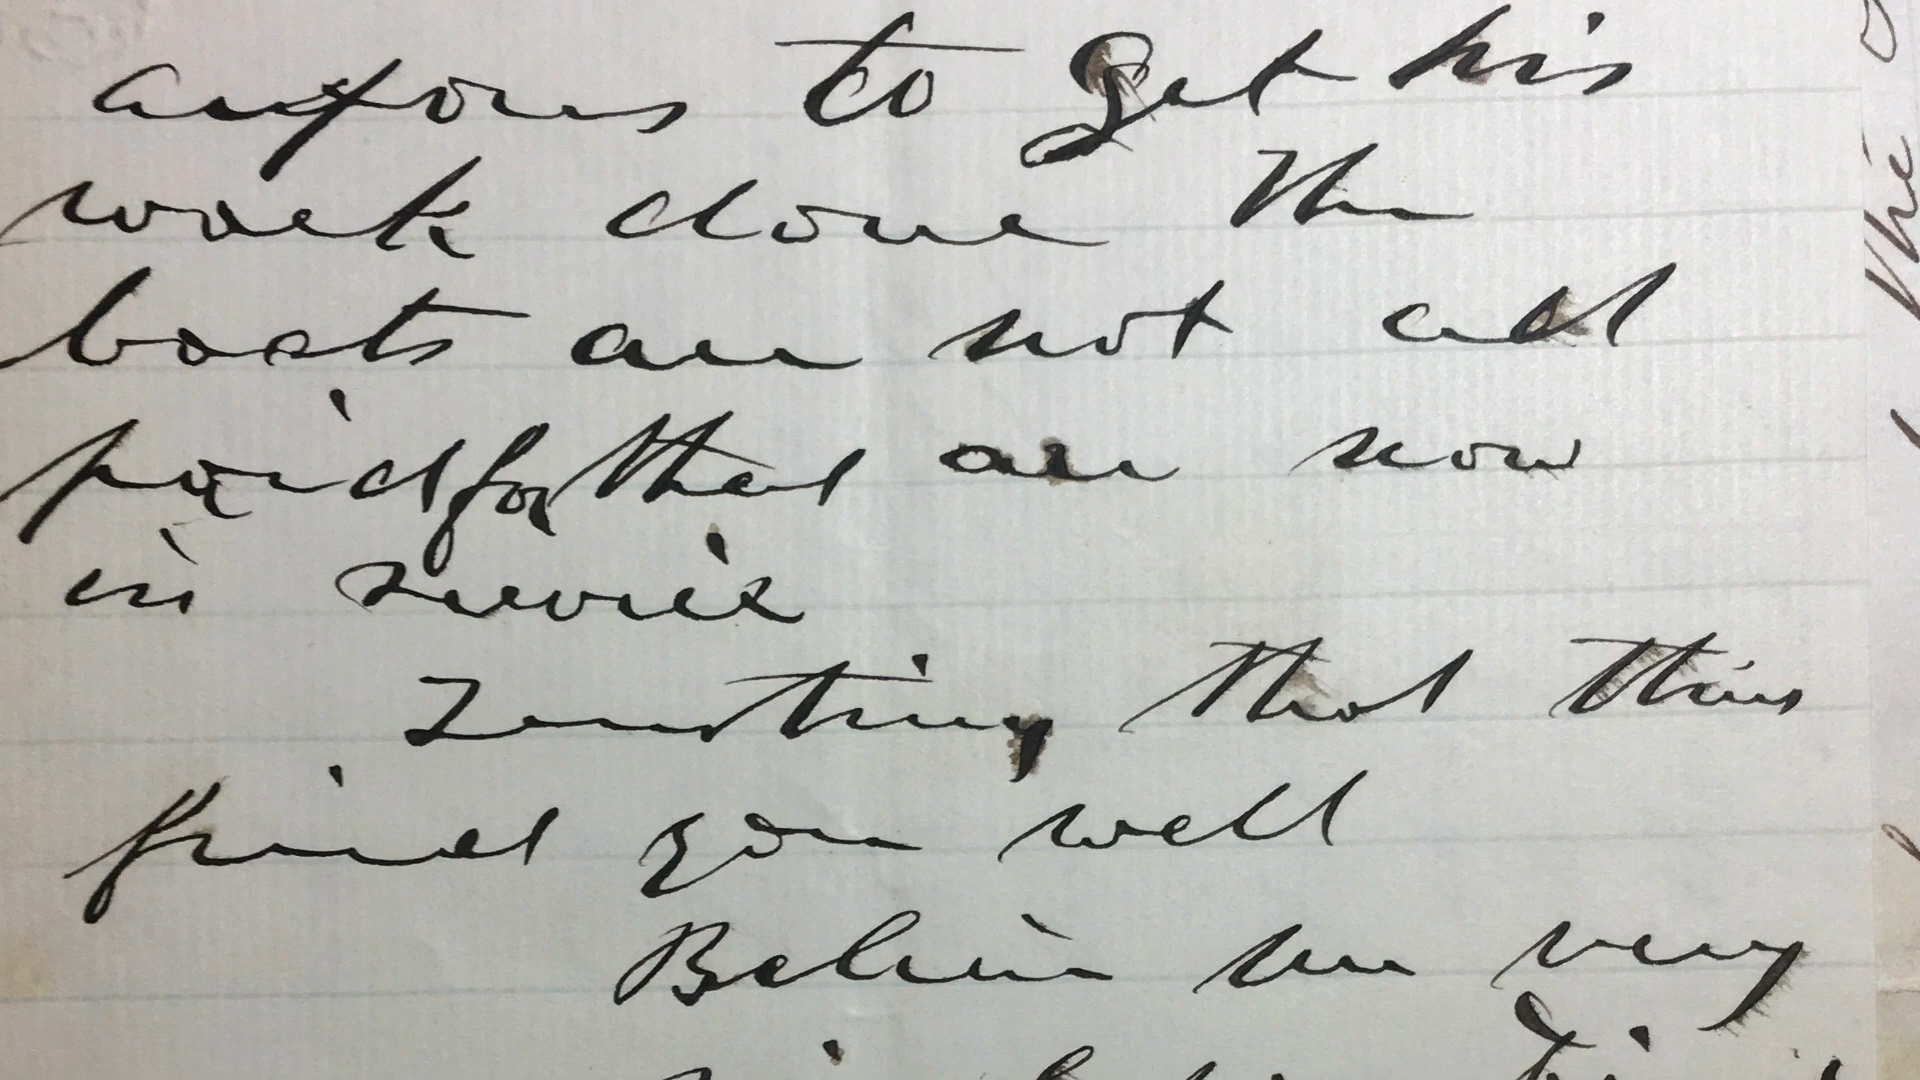 anxious to get his
work done The
boats are not all
paid for that are now
in service
Trusting that this
find you well
Believe me very